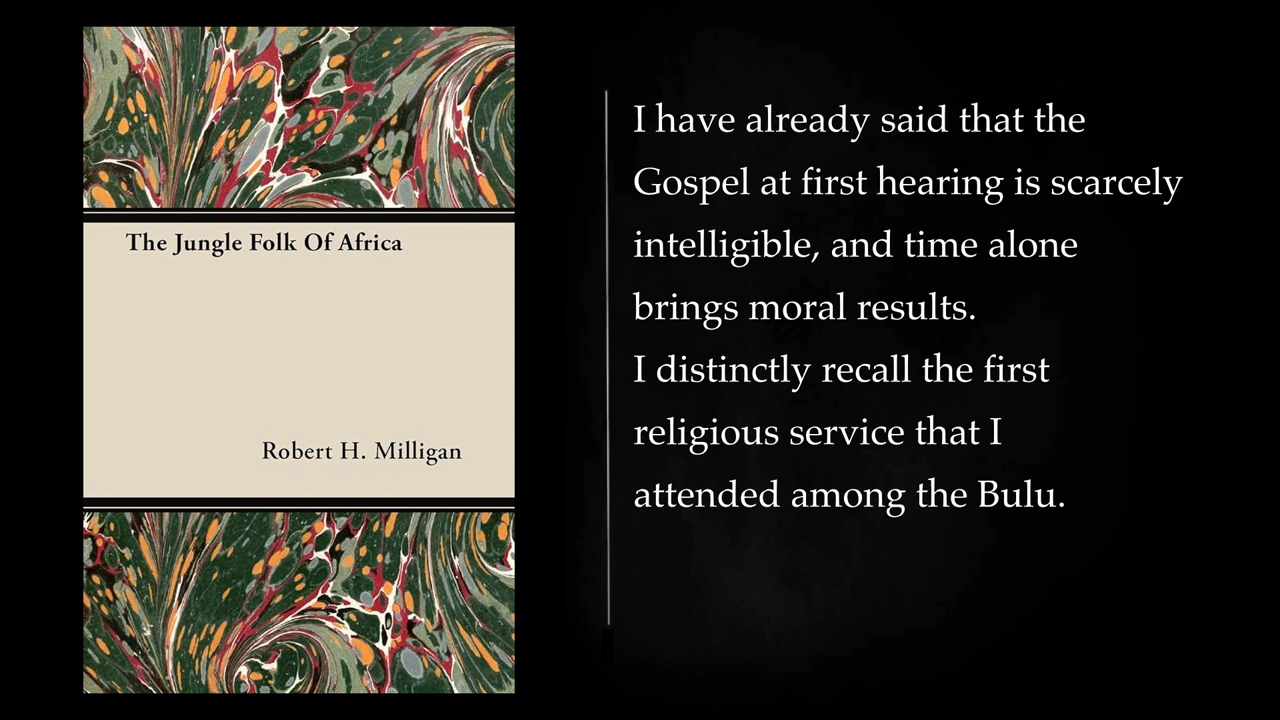 The Jungle Folk Of Africa
Robert H. Milligan
I have already said that the
Gospel at first hearing is scarcely
intelligible, and time alone
brings moral results.
I distinctly recall the first
religious service that I
attended among the Bulu.